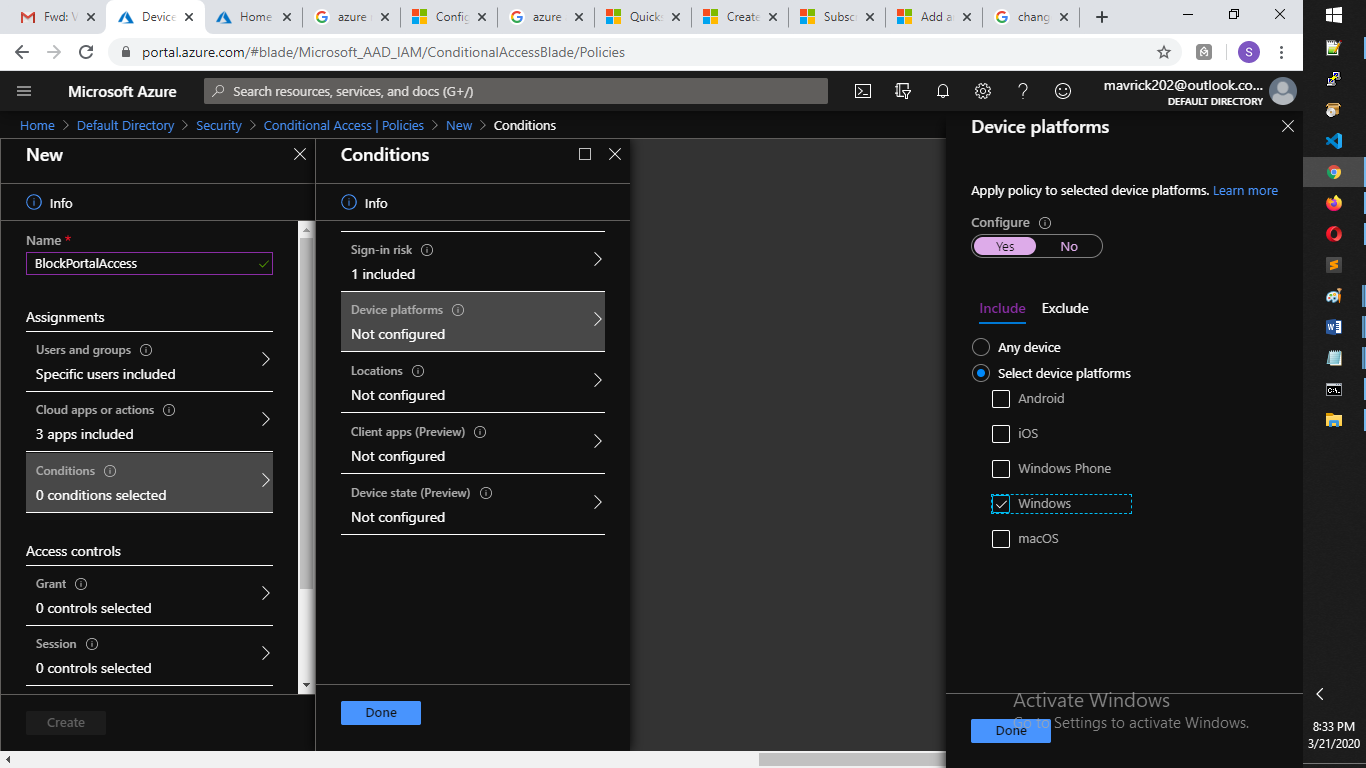 Fwd: V
Device
Home
azure
Config
azure
Quicks
Create
Subscr
Add a
chang
portal.azure.com/#blade/Microsoft_AAD_IAM/ConditionalAccessBlade/Policies
S
Microsoft Azure
Search resources, services, and docs (G+/)
mavrick202@outlook.co...
DEFAULT DIRECTORY
Home > Default Directory > Security > Conditional Access | Policies > New > Conditions
New
Info
Name *
BlockPortalAccess
Assignments
Users and groups
Specific users included
Cloud apps or actions
3 apps included
Conditions
0 conditions selected
Access controls
Grant
0 controls selected
Session
0 controls selected
Create
Conditions
Info
Sign-in risk
1 included
Device platforms
Not configured
Locations
Not configured
Client apps (Preview)
Not configured
Device state (Preview)
Not configured
Done
Device platforms
Apply policy to selected device platforms. Learn more
Configure
Yes No
Include Exclude
Any device
Select device platforms
Android
iOS
Windows Phone
Windows
macOS
Done
Activate Windows
Go to Settings to activate Windows.
8:33 PM
3/21/2020